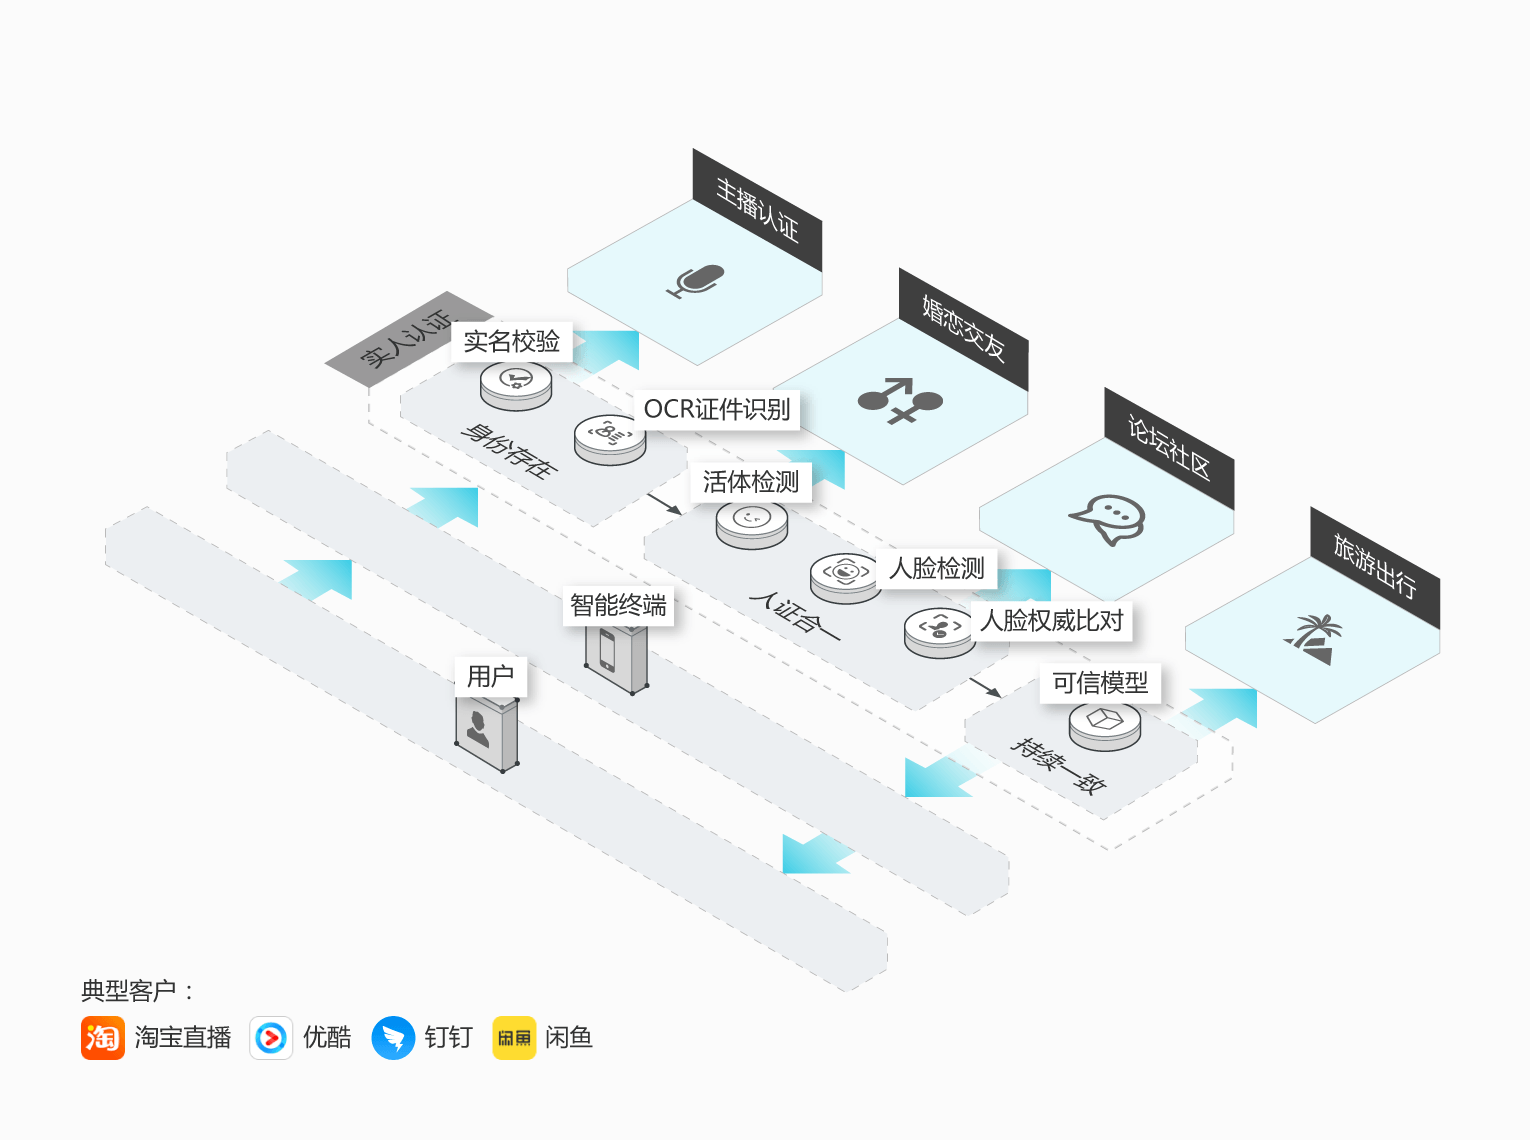 主播认证
婚恋交友
论坛社区
旅游出行
实人认证
实名校验
OCR证件识别
身份存在
活体检测
人脸检测
人脸权威比对
人证合一
可信模型
持续一致
智能终端
用户
典型客户：
淘 淘宝直播 优酷 钉钉 闲鱼 闲鱼